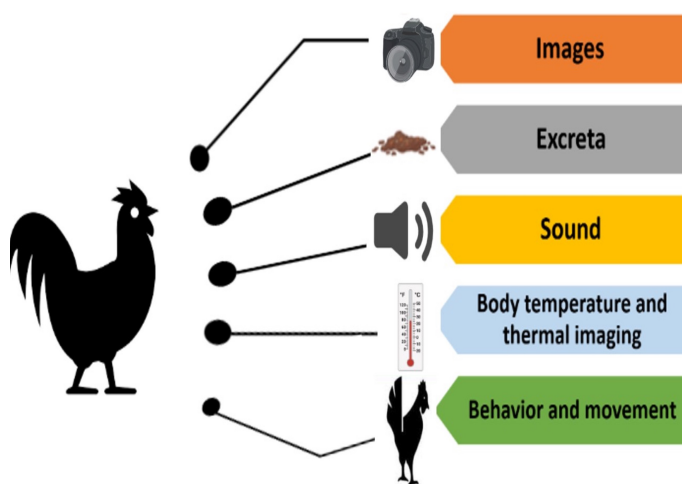 Images
Excreta
Sound
°F °C
Body temperature and
thermal imaging
Behavior and movement